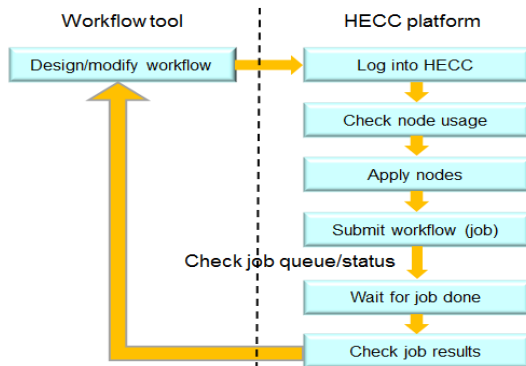 Workflow tool
HECC platform
Design/modify workflow
Log into HECC
Check node usage
Apply nodes
Submit workflow (job)
Check job queue/status
Wait for job done
Check job results